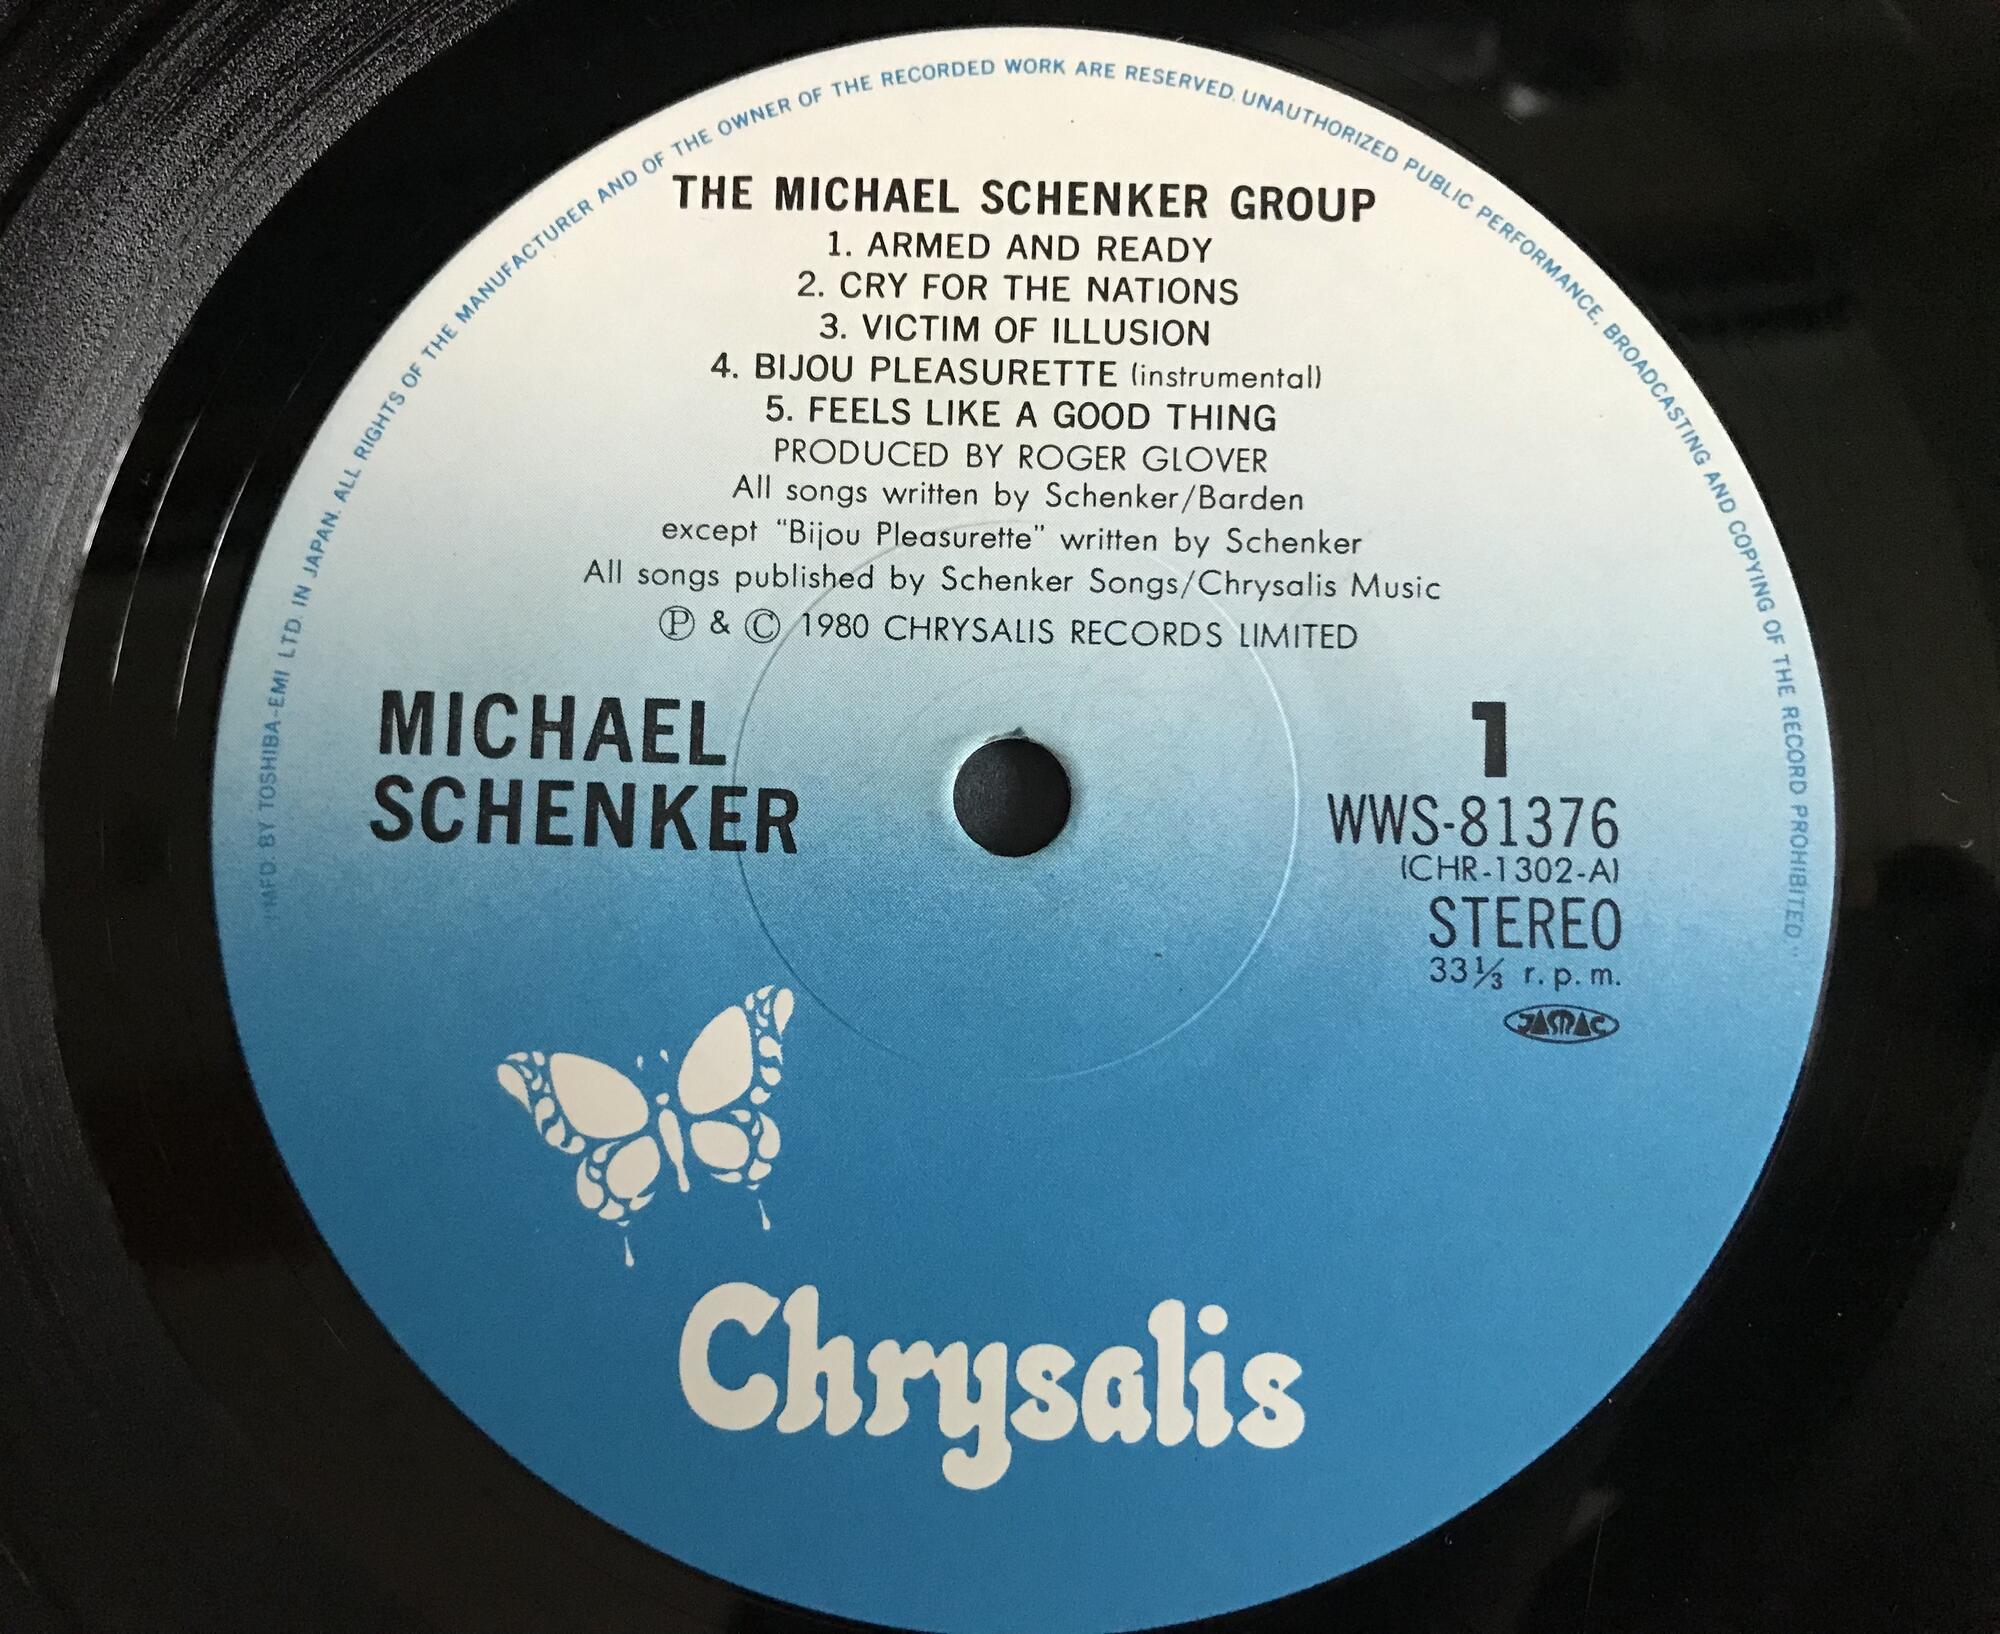 "MFD. BY TOSHIBA-EMI LTD. IN JAPAN. ALL RIGHTS OF THE MANUFACTURER AND OF THE OWNER OF THE RECORDED WORK ARE RESERVED. UNAUTHORIZED PUBLIC PERFORMANCE, BROADCASTING AND COPYING OF THE RECORD PROHIBITED."
THE MICHAEL SCHENKER GROUP
1. ARMED AND READY
2. CRY FOR THE NATIONS
3. VICTIM OF ILLUSION
4. BIJOU PLEASURETTE (instrumental)
5. FEELS LIKE A GOOD THING
PRODUCED BY ROGER GLOVER
All songs written by Schenker/Barden
except "Bijou Pleasurette" written by Schenker
All songs published by Schenker Songs/Chrysalis Music
Ⓟ & Ⓒ 1980 CHRYSALIS RECORDS LIMITED
MICHAEL
SCHENKER
1
WWS-81376
(CHR-1302-A)
STEREO
33⅓ r.p.m.
JASRAC
Chrysalis